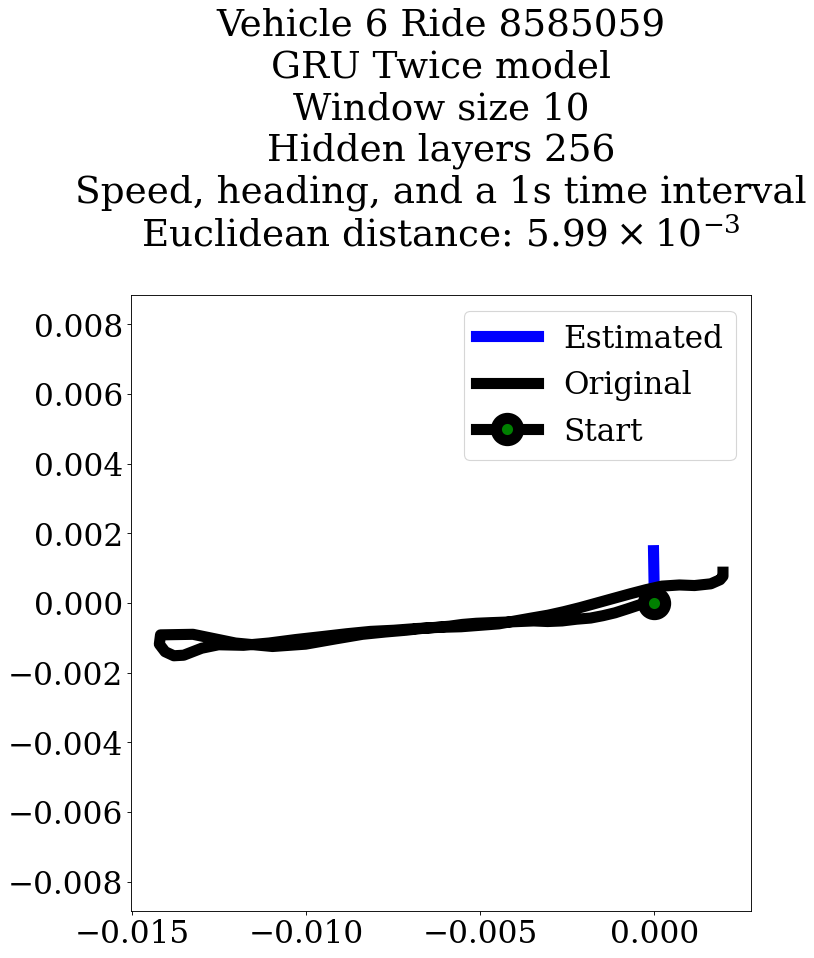 Vehicle 6 Ride 8585059
GRU Twice model
Window size 10
Hidden layers 256
Speed, heading, and a 1s time interval
Euclidean distance: 5.99 × 10⁻³
Estimated
Original
Start
0.008
0.006
0.004
0.002
0.000
−0.002
−0.004
−0.006
−0.008
−0.015 −0.010 −0.005 0.000